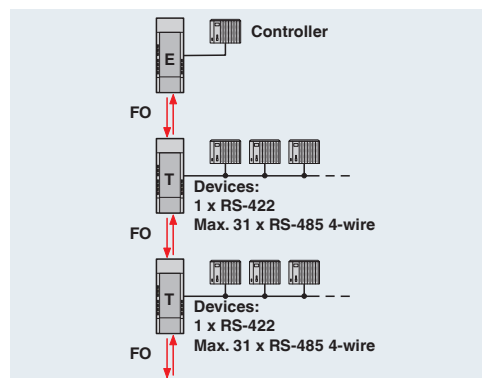 Controller
E
FO
T
Devices:
1 x RS-422
Max. 31 x RS-485 4-wire
FO
T
Devices:
1 x RS-422
Max. 31 x RS-485 4-wire
FO